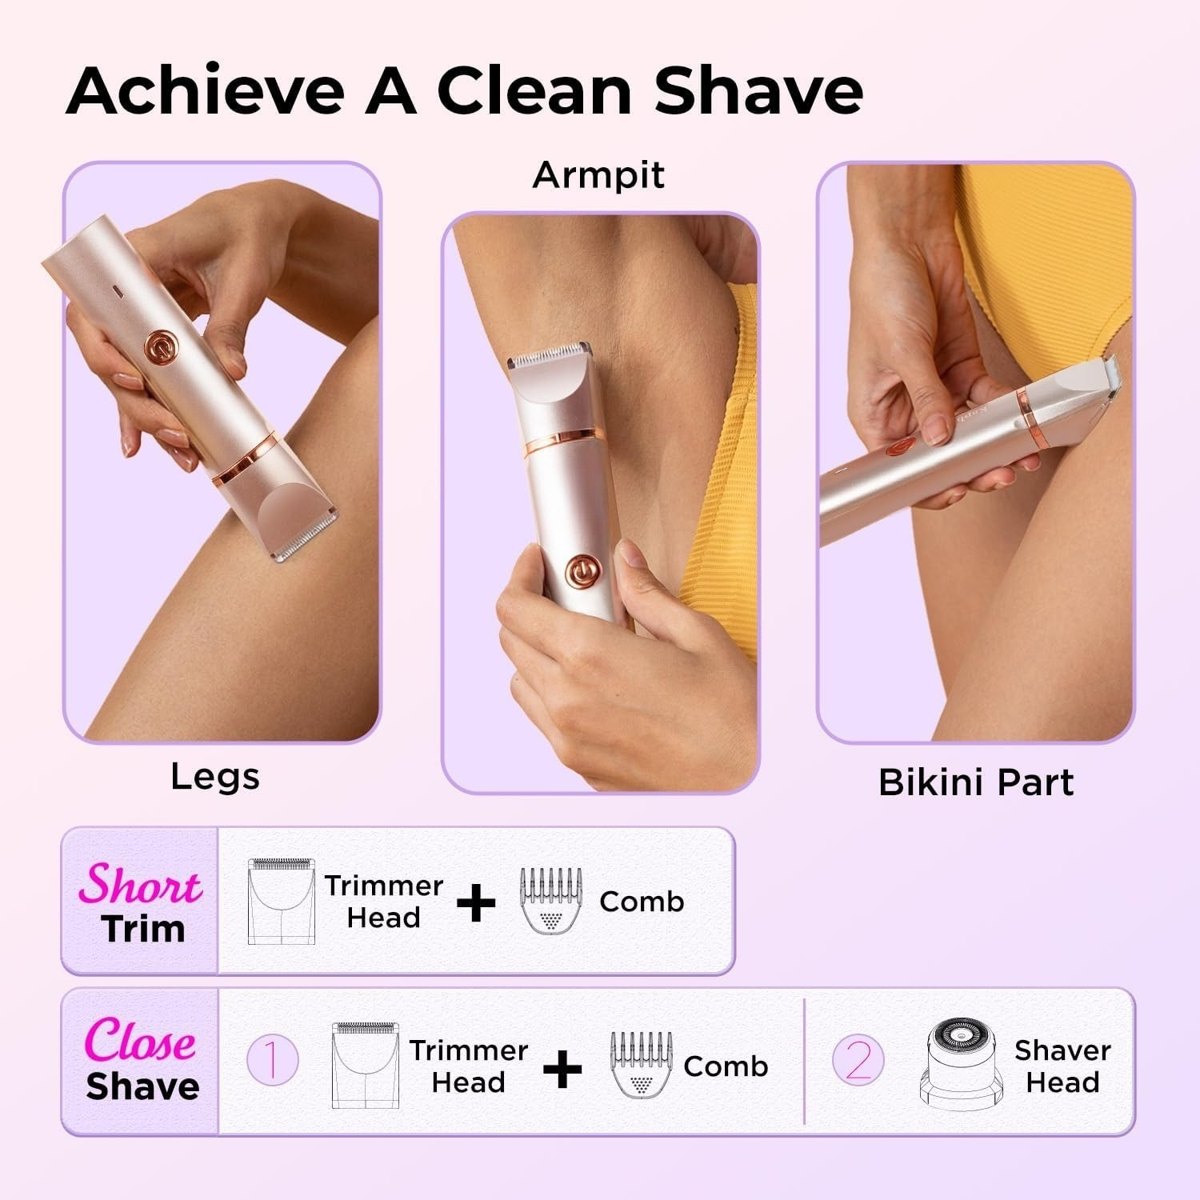 Achieve A Clean Shave
Armpit
Legs
Bikini Part
Short
Trim
Trimmer
Head
+
Comb
Close
Shave
1
Trimmer
Head
+
Comb
2
Shaver
Head